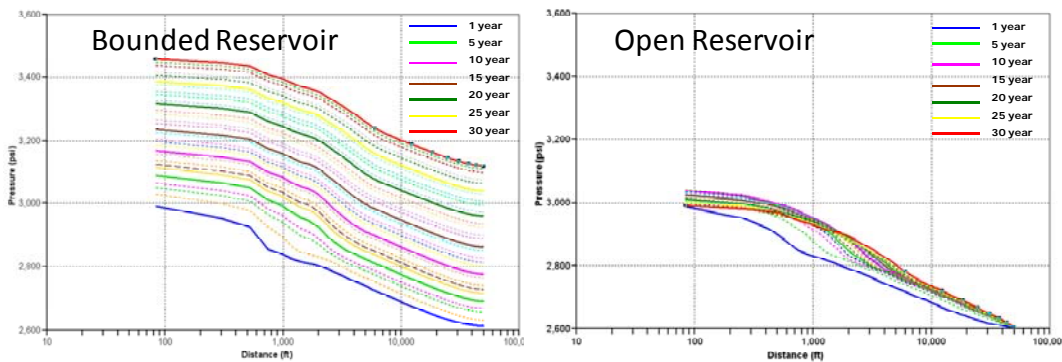 Bounded Reservoir
1 year
5 year
10 year
15 year
20 year
25 year
30 year
3,600
3,400
3,200
3,000
2,800
2,600
Pressure (psi)
10
100
1,000
10,000
100,00
Distance (ft)
Open Reservoir
1 year
5 year
10 year
15 year
20 year
25 year
30 year
3,600
3,400
3,200
3,000
2,800
2,600
Pressure (psi)
10
100
1,000
10,000
100,00
Distance (ft)